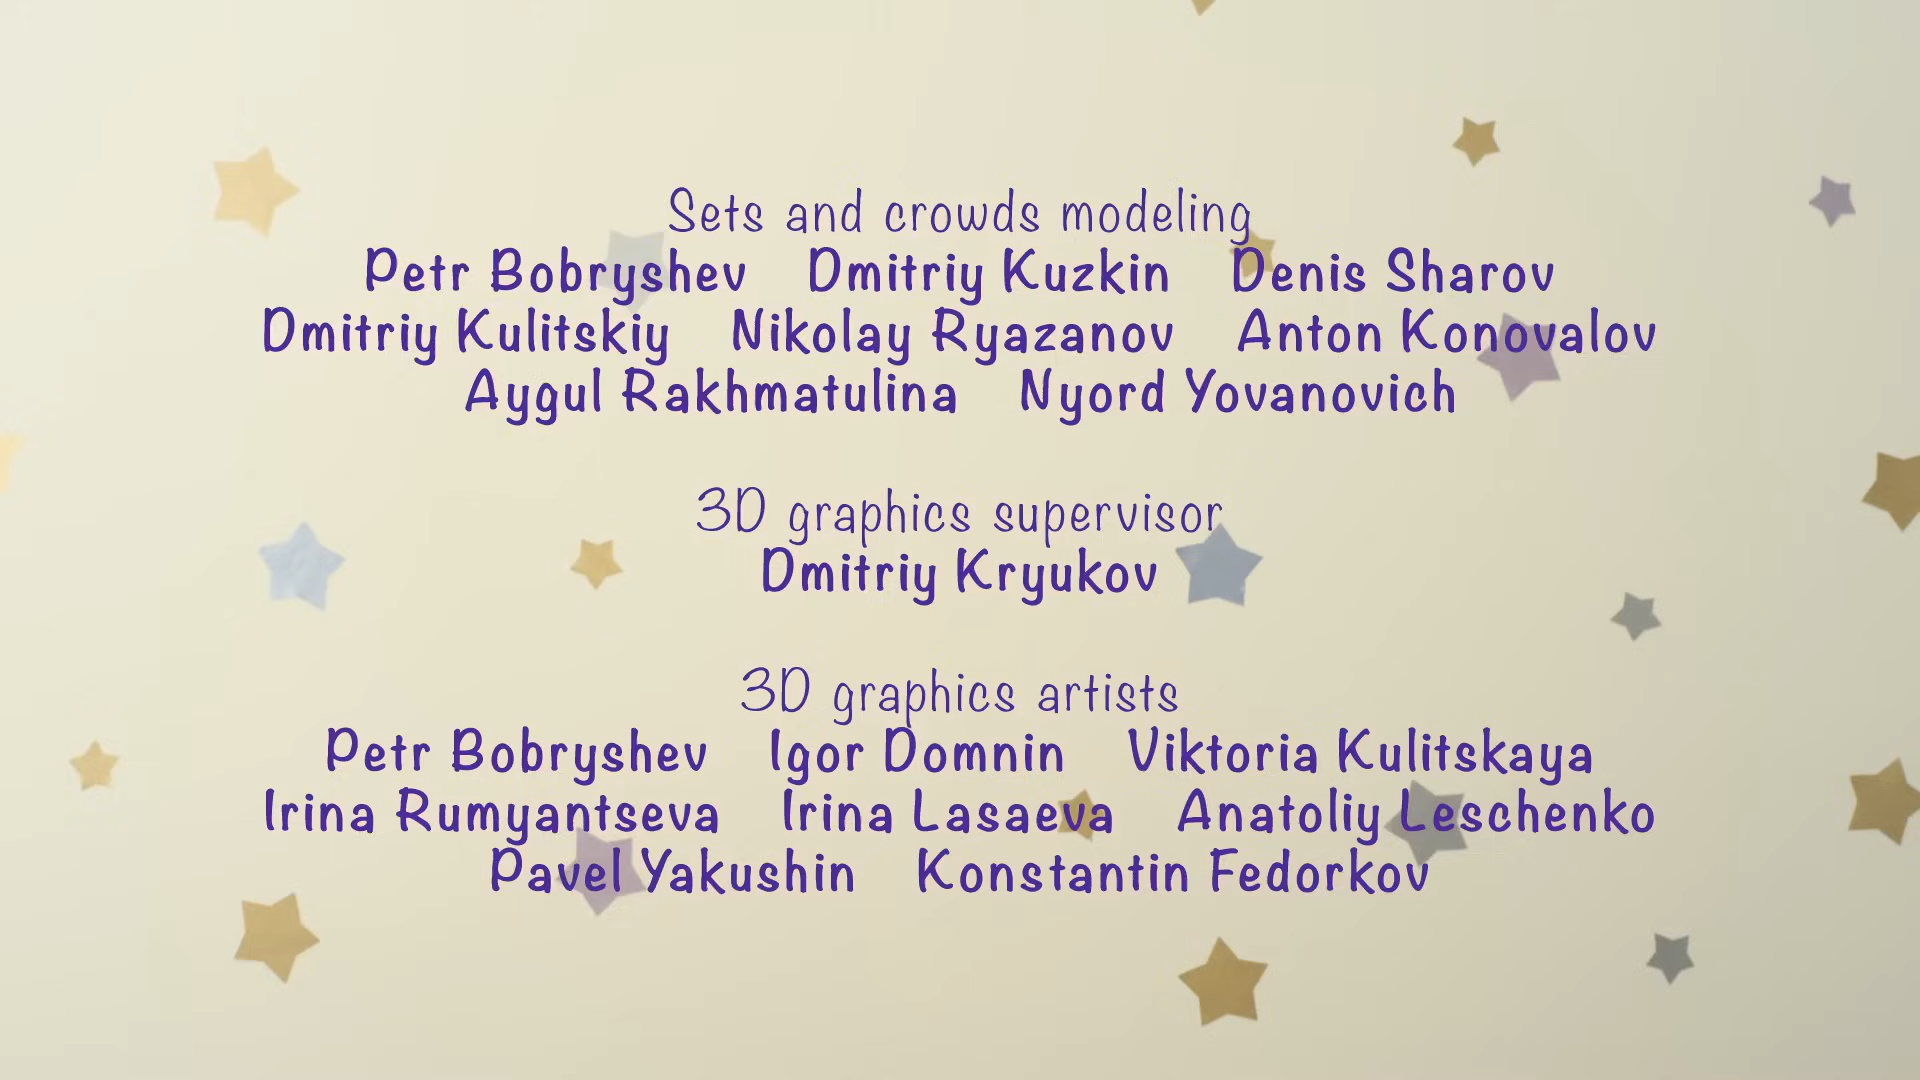 Sets and crowds modeling
Petr Bobryshev Dmitriy Kuzkin Denis Sharov
Dmitriy Kulitskiy Nikolay Ryazanov Anton Konovalov
Aygul Rakhmatulina Nyord Yovanovich
3D graphics supervisor
Dmitriy Kryukov
3D graphics artists
Petr Bobryshev Igor Domnin Viktoria Kulitskaya
Irina Rumyantseva Irina Lasaeva Anatoliy Leschenko
Pavel Yakushin Konstantin Fedorkov